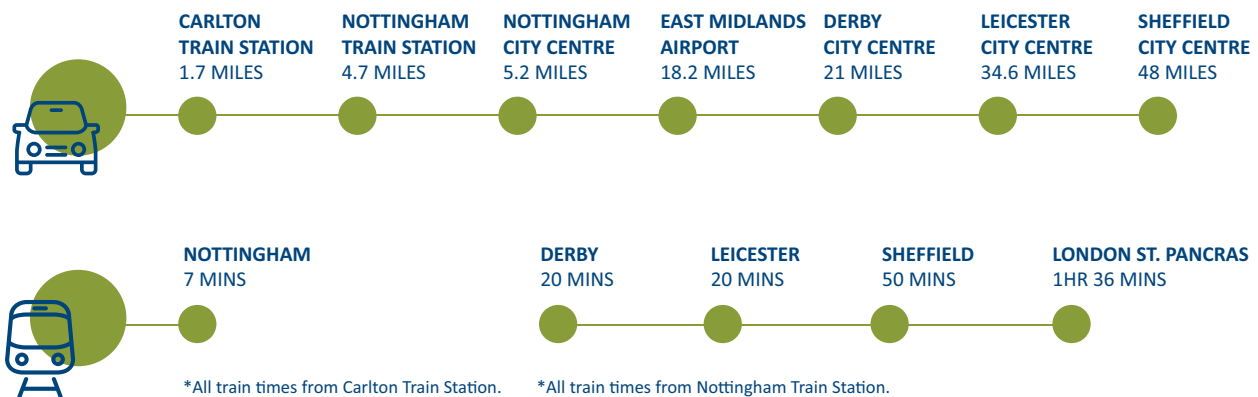 CARLTON
TRAIN STATION
1.7 MILES
NOTTINGHAM
TRAIN STATION
4.7 MILES
NOTTINGHAM
CITY CENTRE
5.2 MILES
EAST MIDLANDS
AIRPORT
18.2 MILES
DERBY
CITY CENTRE
21 MILES
LEICESTER
CITY CENTRE
34.6 MILES
SHEFFIELD
CITY CENTRE
48 MILES
NOTTINGHAM
7 MINS
DERBY
20 MINS
LEICESTER
20 MINS
SHEFFIELD
50 MINS
LONDON ST. PANCRAS
1HR 36 MINS
*All train times from Carlton Train Station.
*All train times from Nottingham Train Station.